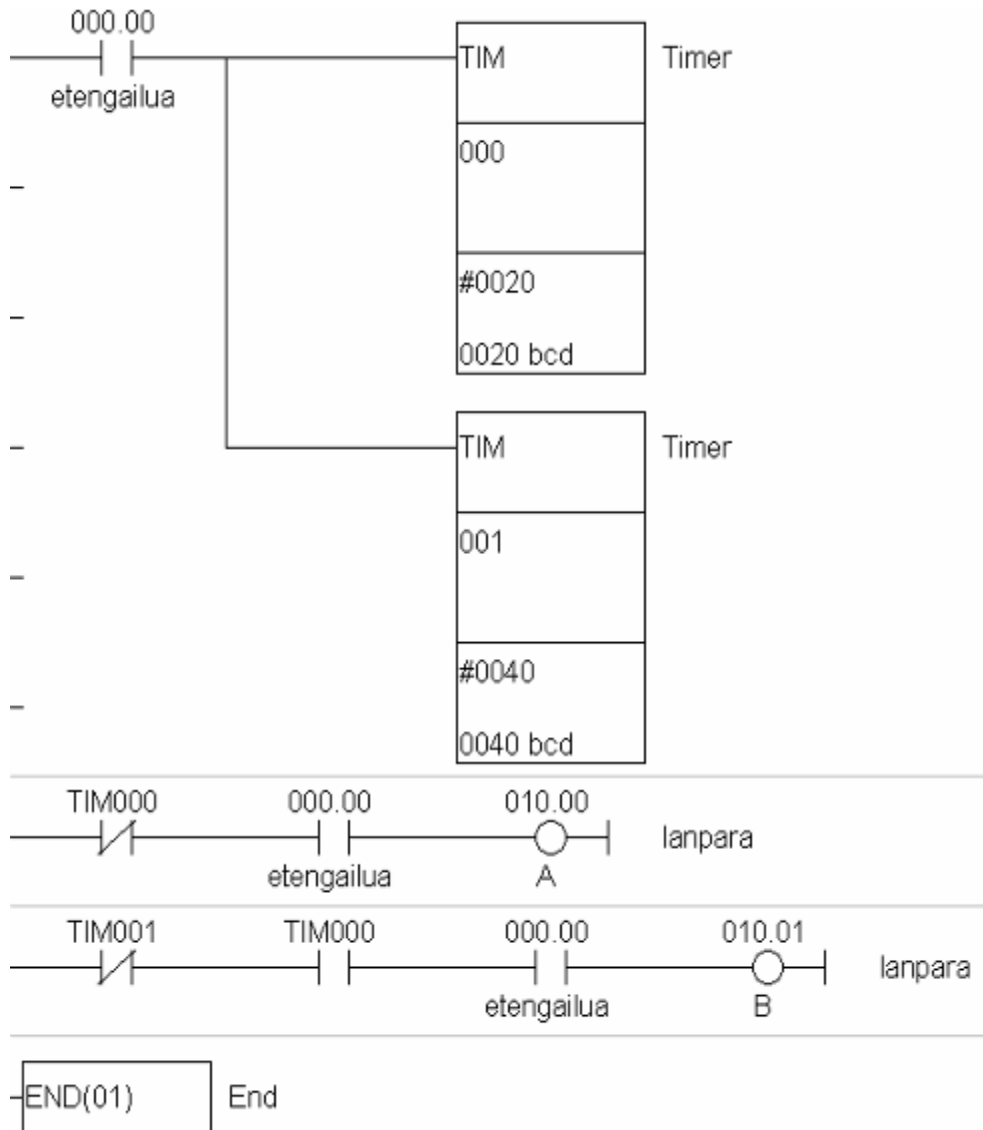 000.00
etengailua
TIM Timer
000
#0020
0020 bcd
TIM Timer
001
#0040
0040 bcd
TIM000 000.00 010.00
lanpara
etengailua A
TIM001 TIM000 000.00 010.01
lanpara
etengailua B
END(01) End